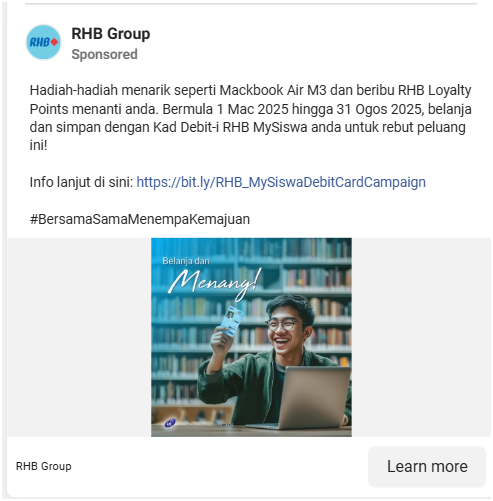 RHB
RHB Group
Sponsored
Hadiah-hadiah menarik seperti Mackbook Air M3 dan beribu RHB Loyalty
Points menanti anda. Bermula 1 Mac 2025 hingga 31 Ogos 2025, belanja
dan simpan dengan Kad Debit-i RHB MySiswa anda untuk rebut peluang
ini!
Info lanjut di sini: https://bit.ly/RHB_MySiswaDebitCardCampaign
#BersamaSamaMenempaKemajuan
Belanja dan
Menang!
RHB Group
Learn more